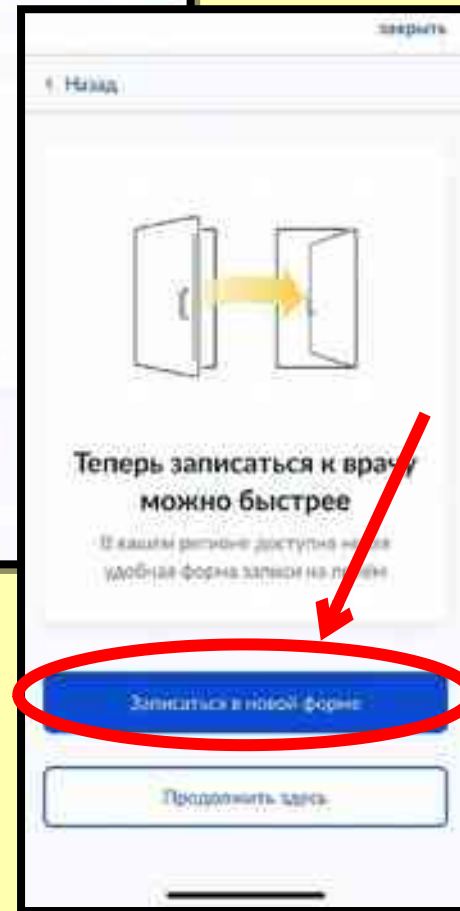 закрыть
Назад
Теперь записаться к врачу
можно быстрее
В вашем регионе доступна новая
удобная форма записи на приём
Записаться в новой форме
Продолжить здесь